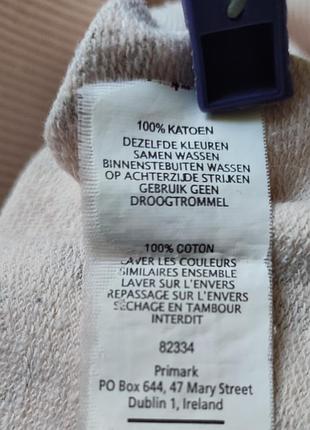 100% KATOEN
DEZELFDE KLEUREN
SAMEN WASSEN
BINNENSTEBUITEN WASSEN
OP ACHTERZIJDE STRIJKEN
GEBRUIK GEEN
DROOGTROMMEL
100% COTON
LAVER LES COULEURS
SIMILAIRES ENSEMBLE
LAVER SUR L'ENVERS
REPASSAGE SUR L'ENVERS
SÉCHAGE EN TAMBOUR
INTERDIT
82334
Primark
PO Box 644, 47 Mary Street
Dublin 1, Ireland